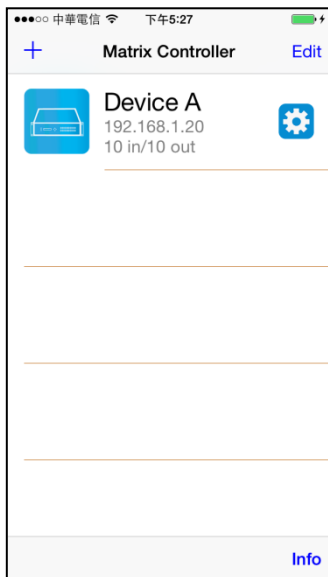 中華電信 下午5:27
+ Matrix Controller Edit
Device A
192.168.1.20
10 in/10 out
Info